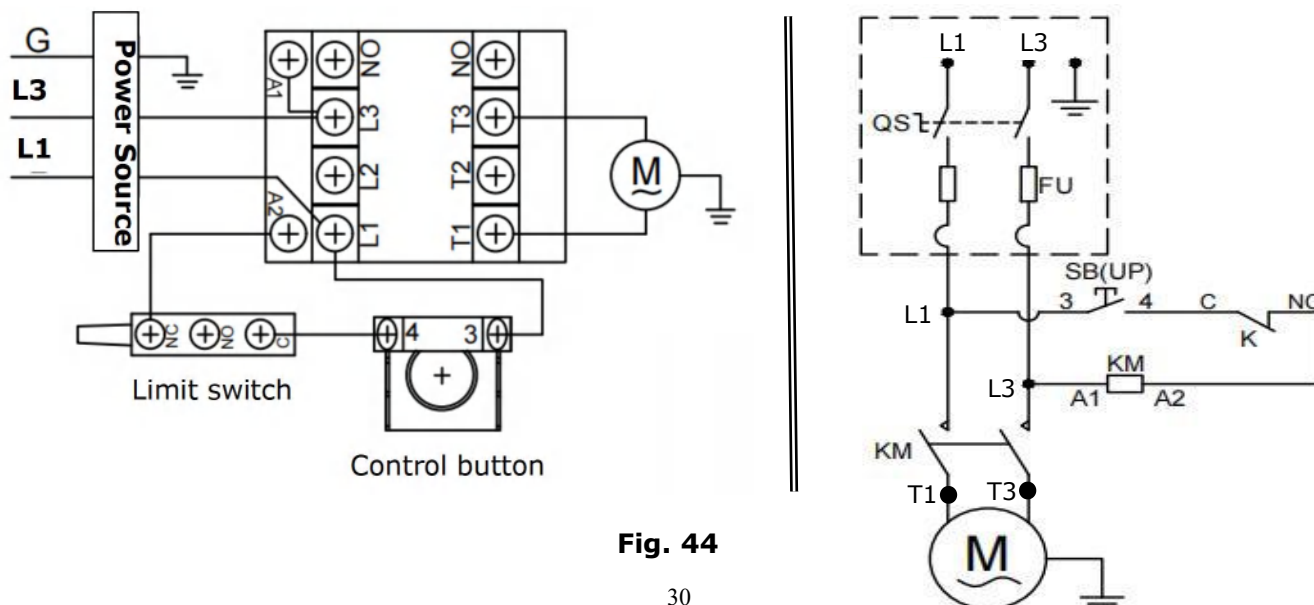 G
L3
L1
Power Source
A1
A2
NO
L3
L2
L1
NO
T3
T2
T1
M
NC
NO
C
Limit switch
4 3
Control button
L1 L3
QS
FU
SB(UP)
L1 3 4 C NC
K
L3 KM
A1 A2
KM
T1 T3
M
Fig. 44
30